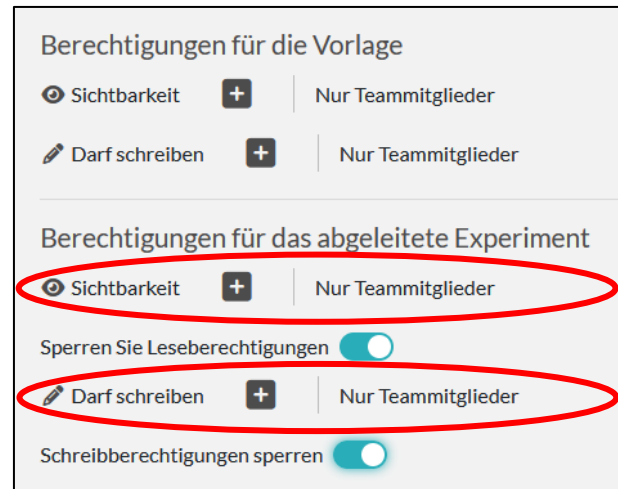 Berechtigungen für die Vorlage
Sichtbarkeit + Nur Teammitglieder
Darf schreiben + Nur Teammitglieder
Berechtigungen für das abgeleitete Experiment
Sichtbarkeit + Nur Teammitglieder
Sperren Sie Leseberechtigungen
Darf schreiben + Nur Teammitglieder
Schreibberechtigungen sperren